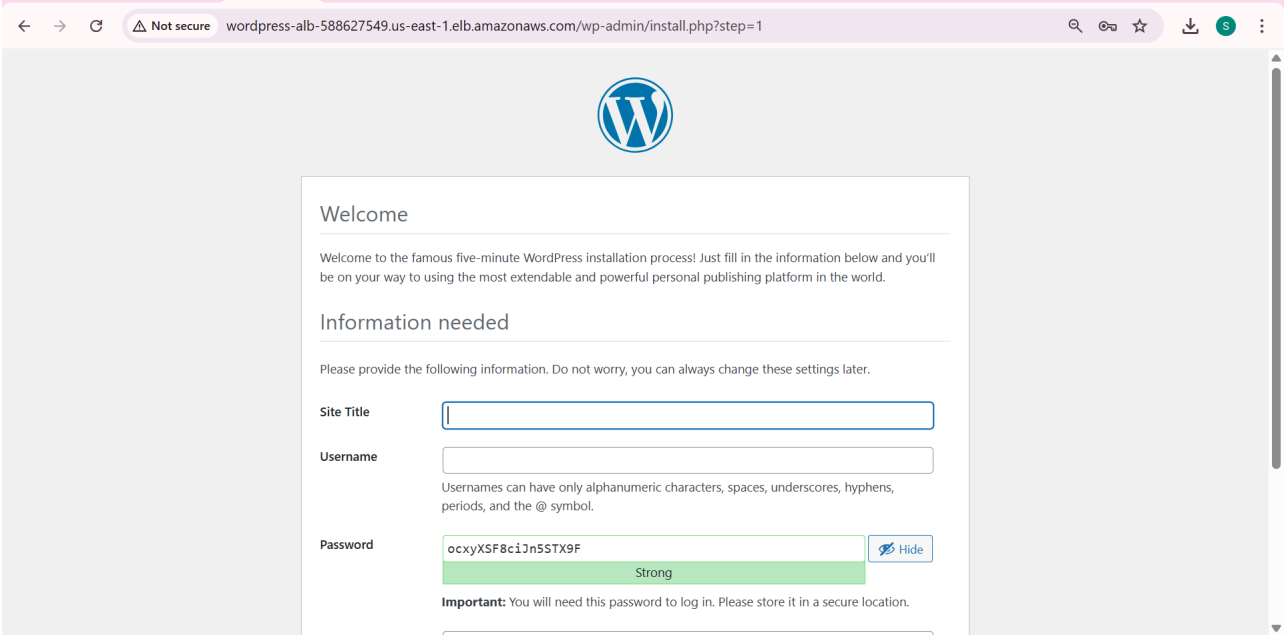 Not secure
wordpress-alb-588627549.us-east-1.elb.amazonaws.com/wp-admin/install.php?step=1
S
W
Welcome
Welcome to the famous five-minute WordPress installation process! Just fill in the information below and you’ll
be on your way to using the most extendable and powerful personal publishing platform in the world.
Information needed
Please provide the following information. Do not worry, you can always change these settings later.
Site Title
Username
Usernames can have only alphanumeric characters, spaces, underscores, hyphens,
periods, and the @ symbol.
Password
ocxyXSF8ciJn5STX9F
Hide
Strong
Important: You will need this password to log in. Please store it in a secure location.